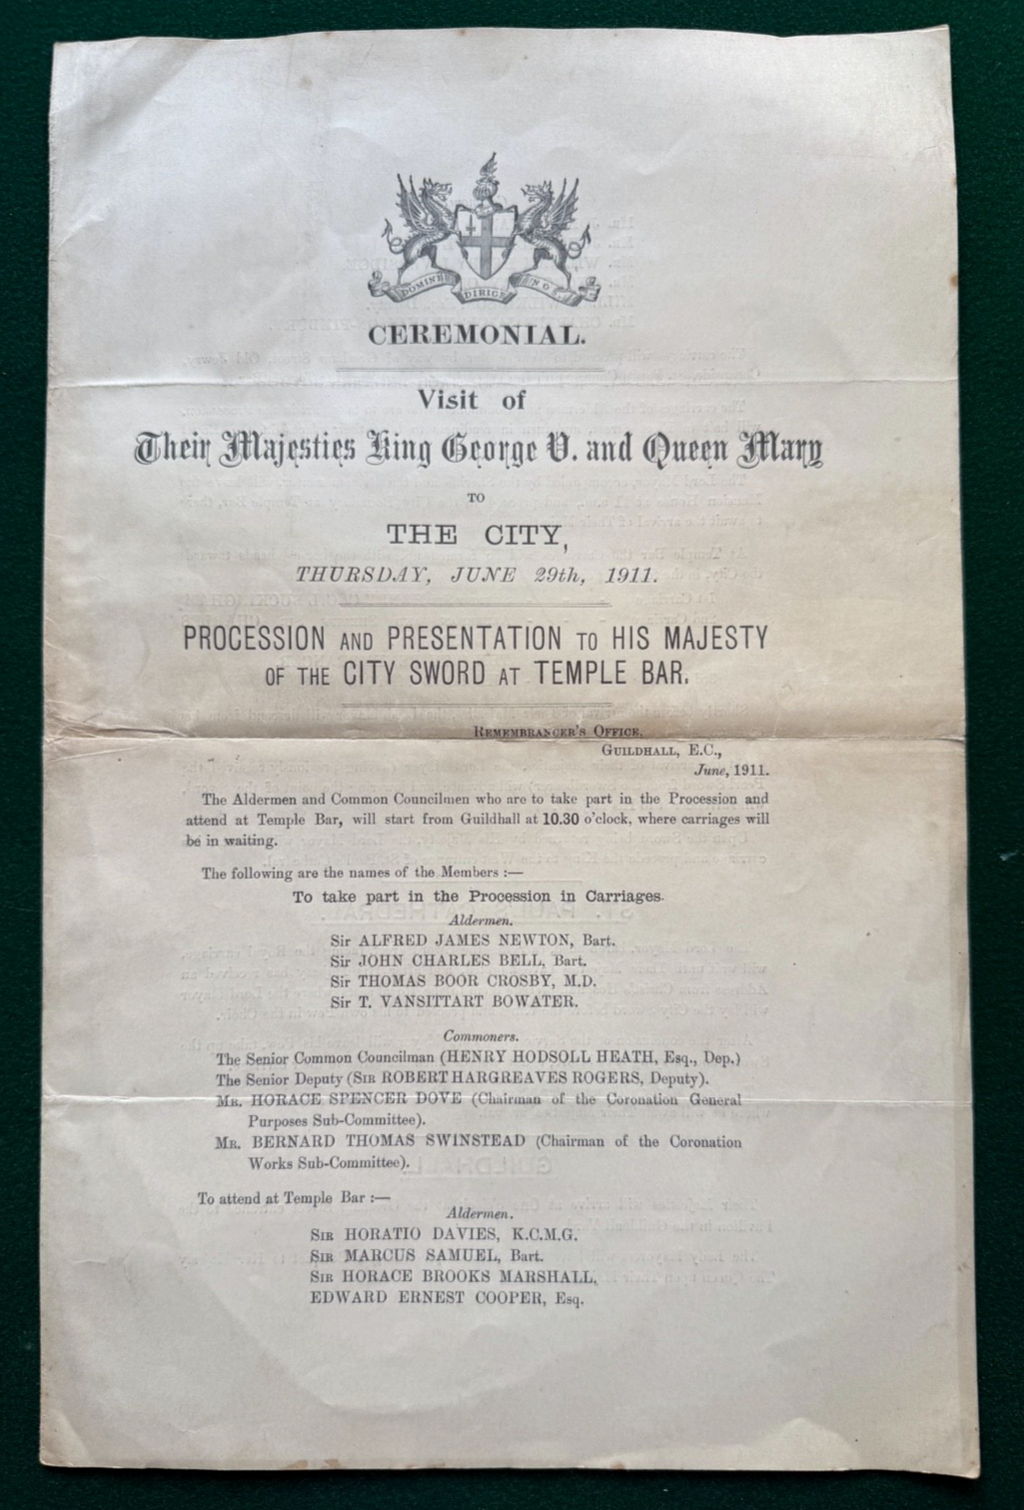 DOMINE DIRIGE NOS
CEREMONIAL.
Visit of
Their Majesties King George V. and Queen Mary
TO
THE CITY,
THURSDAY, JUNE 29th, 1911.
PROCESSION AND PRESENTATION TO HIS MAJESTY
OF THE CITY SWORD AT TEMPLE BAR.
REMEMBRANCER'S OFFICE,
GUILDHALL, E.C.,
June, 1911.
The Aldermen and Common Councilmen who are to take part in the Procession and
attend at Temple Bar, will start from Guildhall at 10.30 o'clock, where carriages will
be in waiting.
The following are the names of the Members :—
To take part in the Procession in Carriages.
Aldermen.
Sir ALFRED JAMES NEWTON, Bart.
Sir JOHN CHARLES BELL, Bart.
Sir THOMAS BOOR CROSBY, M.D.
Sir T. VANSITTART BOWATER.
Commoners.
The Senior Common Councilman (HENRY HODSOLL HEATH, Esq., Dep.)
The Senior Deputy (SIR ROBERT HARGREAVES ROGERS, Deputy).
MR. HORACE SPENCER DOVE (Chairman of the Coronation General
Purposes Sub-Committee).
MR. BERNARD THOMAS SWINSTEAD (Chairman of the Coronation
Works Sub-Committee).
To attend at Temple Bar :—
Aldermen.
SIR HORATIO DAVIES, K.C.M.G.
SIR MARCUS SAMUEL, Bart.
SIR HORACE BROOKS MARSHALL.
EDWARD ERNEST COOPER, Esq.